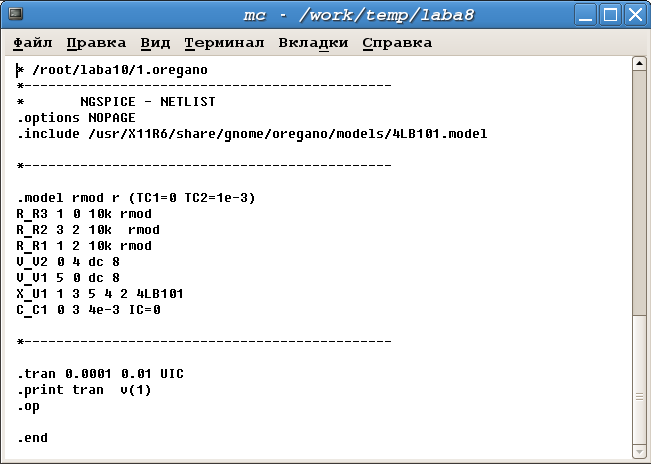 mc - /work/temp/laba8
Файл Правка Вид Терминал Вкладки Справка
* /root/laba10/1.oregano
*----------------------------------------------
*       NGSPICE - NETLIST
.options NOPAGE
.include /usr/X11R6/share/gnome/oregano/models/4LB101.model
*----------------------------------------------
.model rmod r (TC1=0 TC2=1e-3)
R_R3 1 0 10k rmod
R_R2 3 2 10k  rmod
R_R1 1 2 10k rmod
V_V2 0 4 dc 8
V_V1 5 0 dc 8
X_U1 1 3 5 4 2 4LB101
C_C1 0 3 4e-3 IC=0
*----------------------------------------------
.tran 0.0001 0.01 UIC
.print tran  v(1)
.op
.end